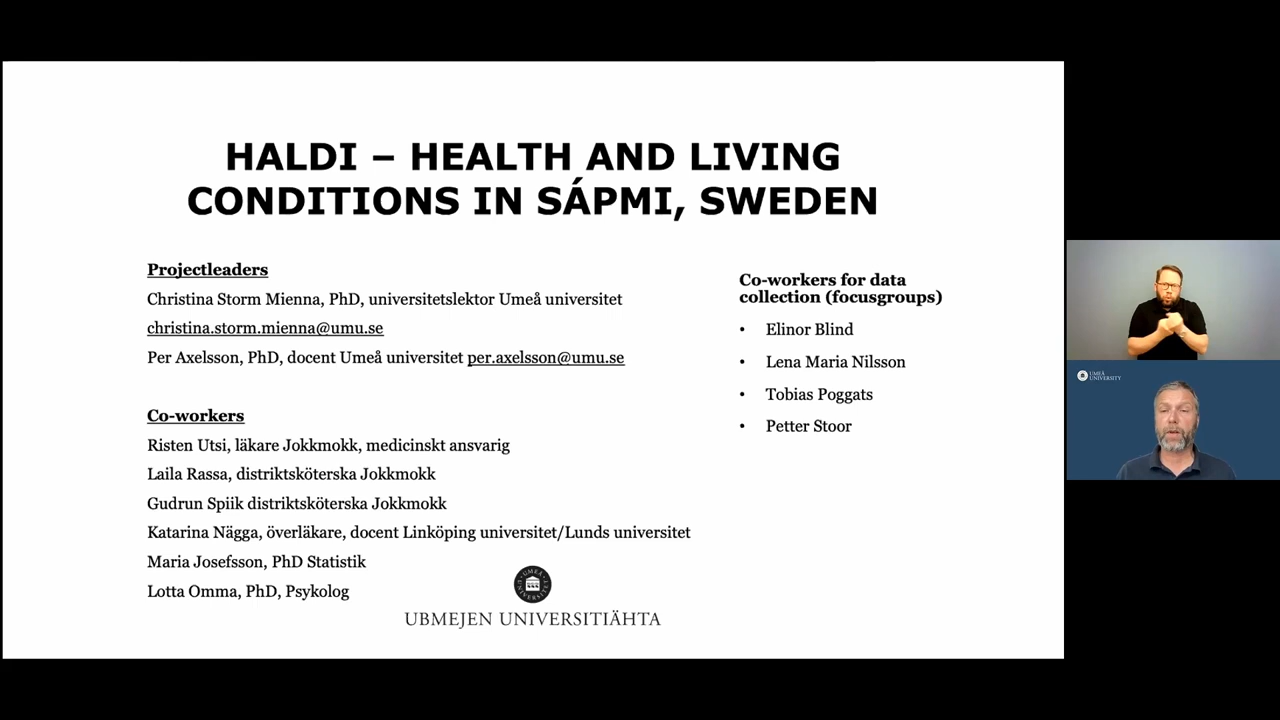 HALDI – HEALTH AND LIVING
CONDITIONS IN SÁPMI, SWEDEN
Projectleaders
Christina Storm Mienna, PhD, universitetslektor Umeå universitet
christina.storm.mienna@umu.se
Per Axelsson, PhD, docent Umeå universitet per.axelsson@umu.se
Co-workers
Risten Utsi, läkare Jokkmokk, medicinskt ansvarig
Laila Rassa, distriktsköterska Jokkmokk
Gudrun Spiik distriktsköterska Jokkmokk
Katarina Nägga, överläkare, docent Linköping universitet/Lunds universitet
Maria Josefsson, PhD Statistik
Lotta Omma, PhD, Psykolog
Co-workers for data
collection (focusgroups)
• Elinor Blind
• Lena Maria Nilsson
• Tobias Poggats
• Petter Stoor
UMEÅ UNIVERSITET
UBMEJEN UNIVERSITIÄHTA
UMEÅ
UNIVERSITY